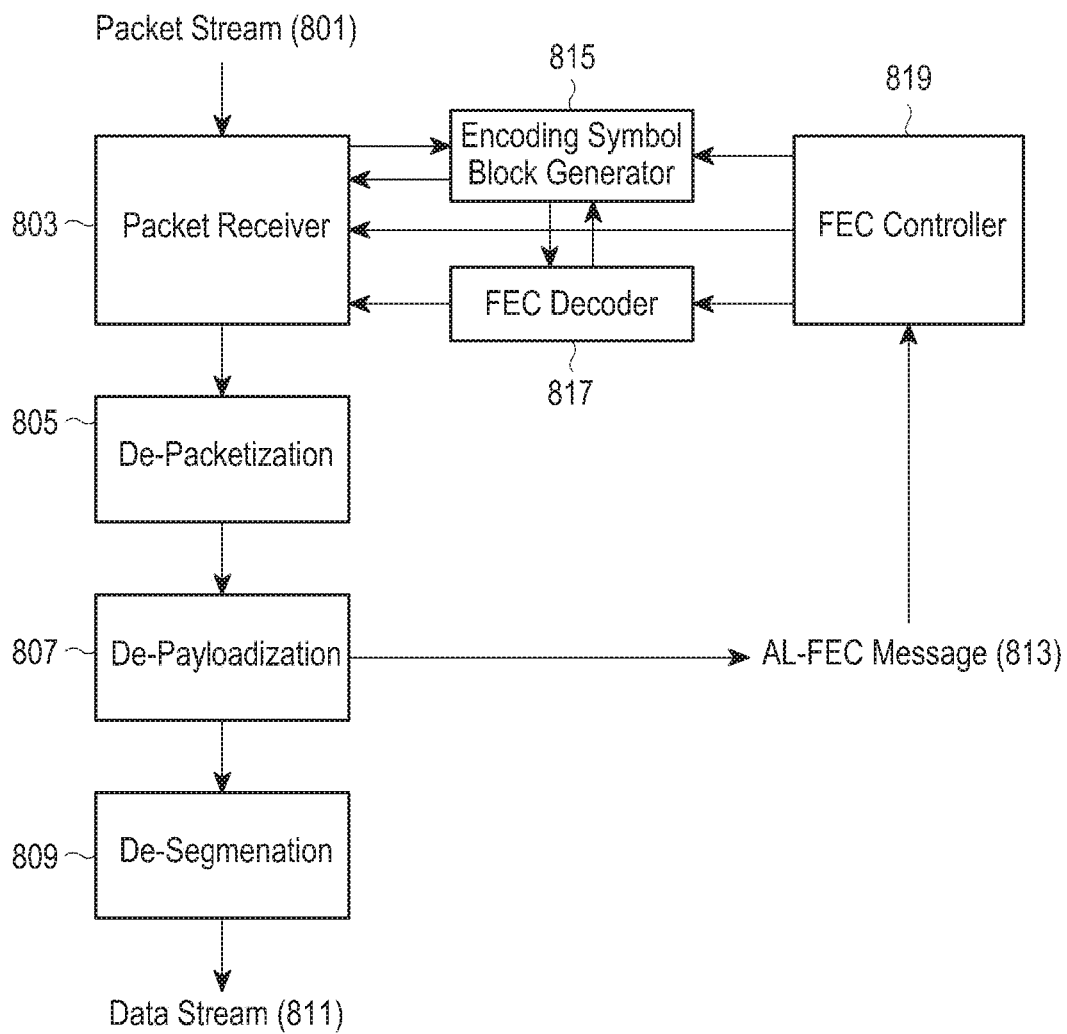 Packet Stream (801)
815
819
Encoding Symbol
Block Generator
803
Packet Receiver
FEC Controller
FEC Decoder
817
805
De-Packetization
807
De-Payloadization
AL-FEC Message (813)
809
De-Segmenation
Data Stream (811)